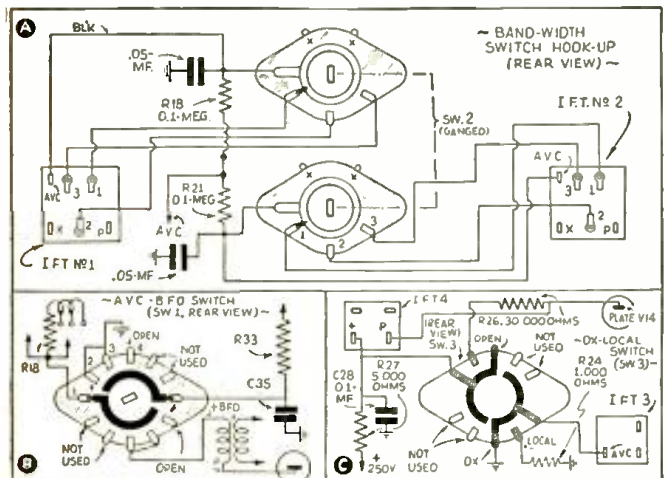 A
BLK
.05-
MF.
R18
0.1-MEG.
~ BAND-WIDTH
SWITCH HOOK-UP
(REAR VIEW) ~
X
X
SW.2
(GANGED)
I.F.T. Nº 2
AVC
3
1
2
X
P
AVC
3
1
2
X
P
I.F.T. Nº1
R21
0.1-MEG
AVC
.05-MF
X
X
1
2
3
~AVC-BFO SWITCH
(SW.1, REAR VIEW)~
R18
1
2
3
4
OPEN
NOT
USED
R33
C35
+BFO
NOT
USED
OPEN
B
IFT4
+
P
(REAR
VIEW)
SW.3
R26.30 000 OHMS
PLATE V14
OPEN
NOT
USED
~DX-LOCAL
SWITCH
(SW.3)~
C28
0.1-
MF
R27
5 000
OHMS
R24
1,000
OHMS
IFT 3
AVC
LOCAL
NOT
USED
DX
+
250V
C